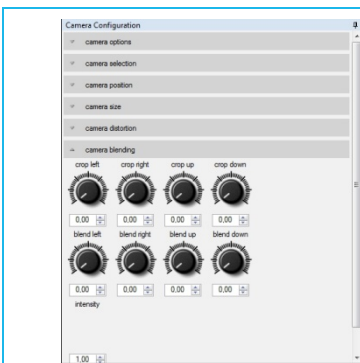 Camera Configuration
camera options
camera selection
camera position
camera size
camera distortion
camera blending
crop left crop right crop up crop down
0,00 0,00 0,00 0,00
blend left blend right blend up blend down
0,00 0,00 0,00 0,00
intensity
1,00